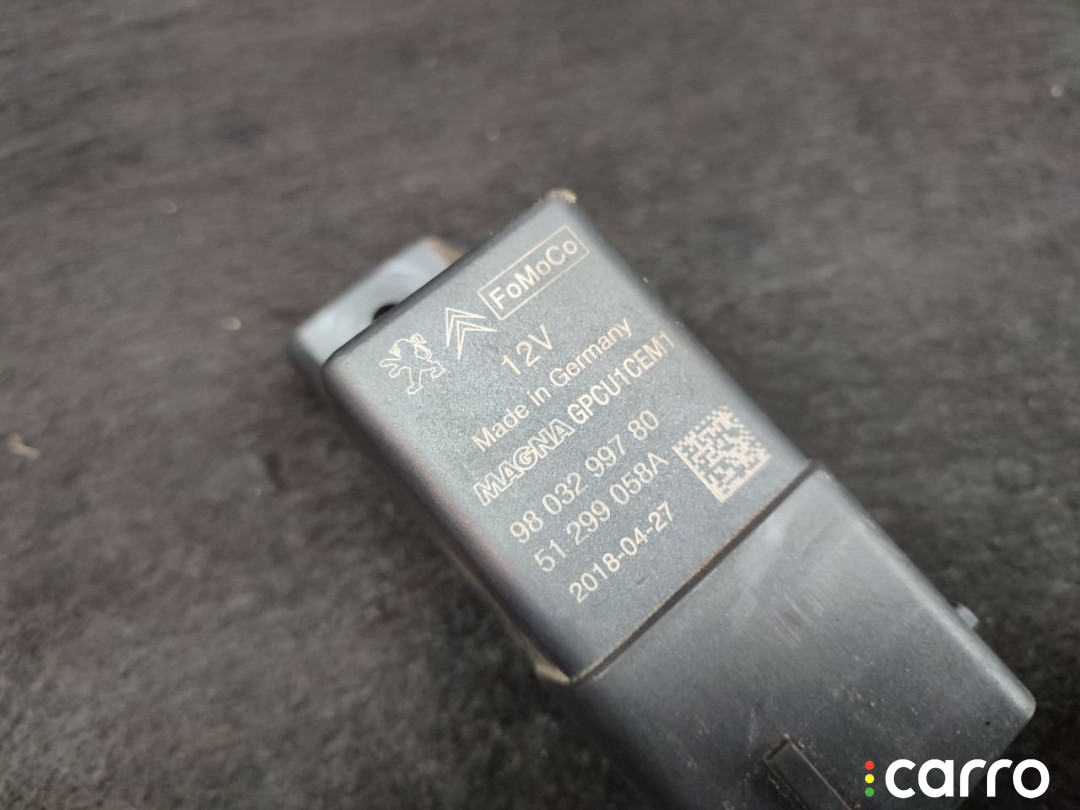 FoMoCo
12V
Made in Germany
MAGNA GPCU1CEM1
98 032 997 80
51 299 058A
2018-04-27
carro